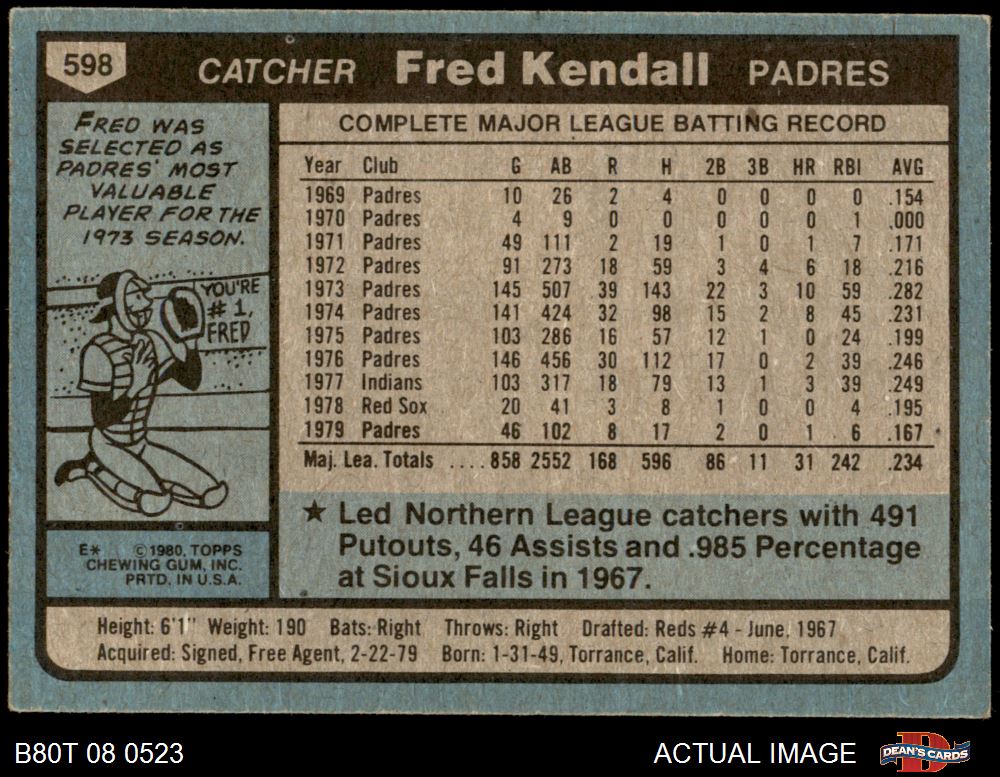 598 CATCHER Fred Kendall PADRES
FRED WAS
SELECTED AS
PADRES' MOST
VALUABLE
PLAYER FOR THE
1973 SEASON.
YOU'RE
# 1,
FRED
E* © 1980, TOPPS
CHEWING GUM, INC.
PRTD. IN U.S.A.
COMPLETE MAJOR LEAGUE BATTING RECORD
Year Club G AB R H 2B 3B HR RBI AVG
1969 Padres 10 26 2 4 0 0 0 0 .154
1970 Padres 4 9 0 0 0 0 0 1 .000
1971 Padres 49 111 2 19 1 0 1 7 .171
1972 Padres 91 273 18 59 3 4 6 18 .216
1973 Padres 145 507 39 143 22 3 10 59 .282
1974 Padres 141 424 32 98 15 2 8 45 .231
1975 Padres 103 286 16 57 12 1 0 24 .199
1976 Padres 146 456 30 112 17 0 2 39 .246
1977 Indians 103 317 18 79 13 1 3 39 .249
1978 Red Sox 20 41 3 8 1 0 0 4 .195
1979 Padres 46 102 8 17 2 0 1 6 .167
Maj. Lea. Totals ....858 2552 168 596 86 11 31 242 .234
★ Led Northern League catchers with 491
Putouts, 46 Assists and .985 Percentage
at Sioux Falls in 1967.
Height: 6'1" Weight: 190 Bats: Right Throws: Right Drafted: Reds #4 - June, 1967
Acquired: Signed, Free Agent, 2-22-79 Born: 1-31-49, Torrance, Calif. Home: Torrance, Calif.
B80T 08 0523 ACTUAL IMAGE DEAN'S CARDS